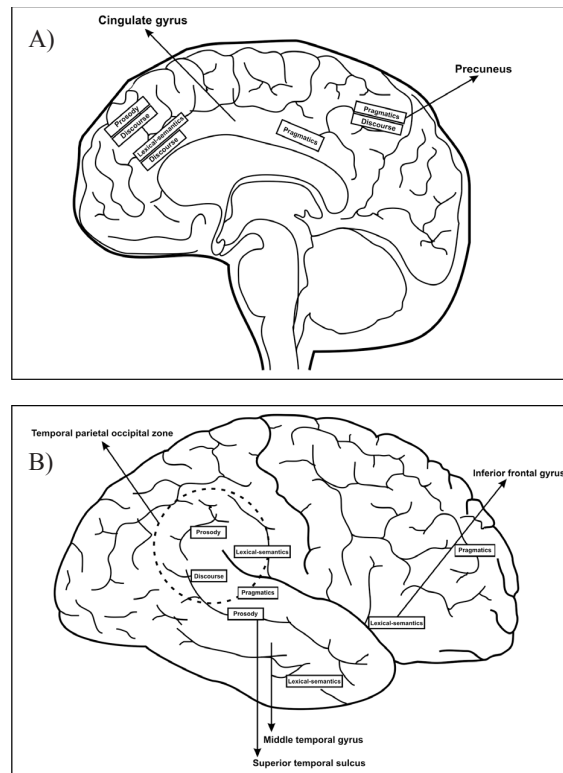 A)
Cingulate gyrus
Precuneus
Prosody
Discourse
Lexical-semantics
Discourse
Pragmatics
Pragmatics
Discourse
B)
Temporal parietal occipital zone
Inferior frontal gyrus
Prosody
Lexical-semantics
Pragmatics
Discourse
Pragmatics
Prosody
Lexical-semantics
Lexical-semantics
Middle temporal gyrus
Superior temporal sulcus